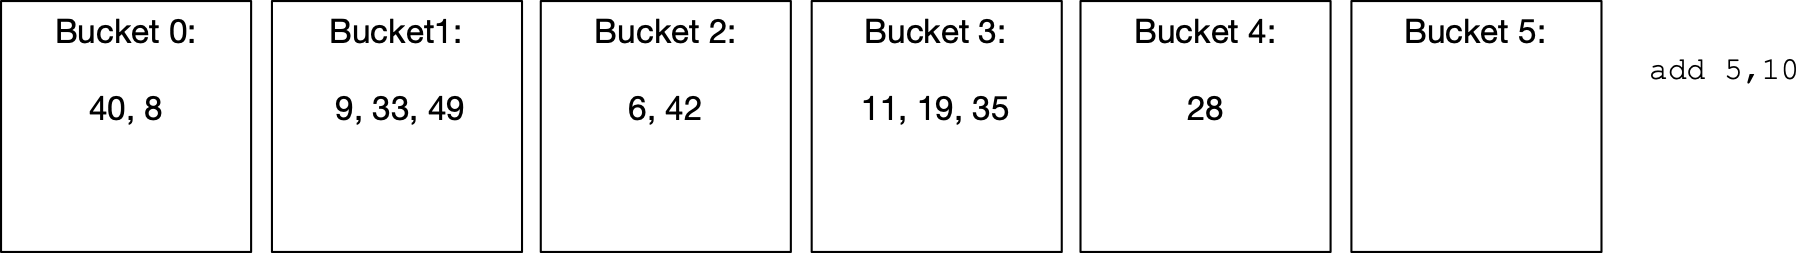 Bucket 0:
40, 8
Bucket1:
9, 33, 49
Bucket 2:
6, 42
Bucket 3:
11, 19, 35
Bucket 4:
28
Bucket 5:
add 5,10